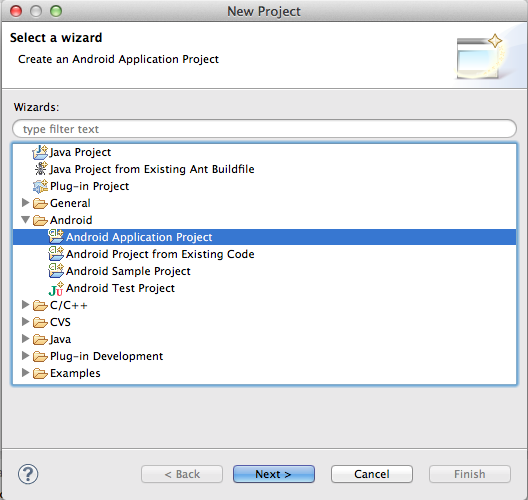 New Project
Select a wizard
Create an Android Application Project
Wizards:
type filter text
Java Project
Java Project from Existing Ant Buildfile
Plug-in Project
General
Android
Android Application Project
Android Project from Existing Code
Android Sample Project
Android Test Project
C/C++
CVS
Java
Plug-in Development
Examples
? < Back Next > Cancel Finish